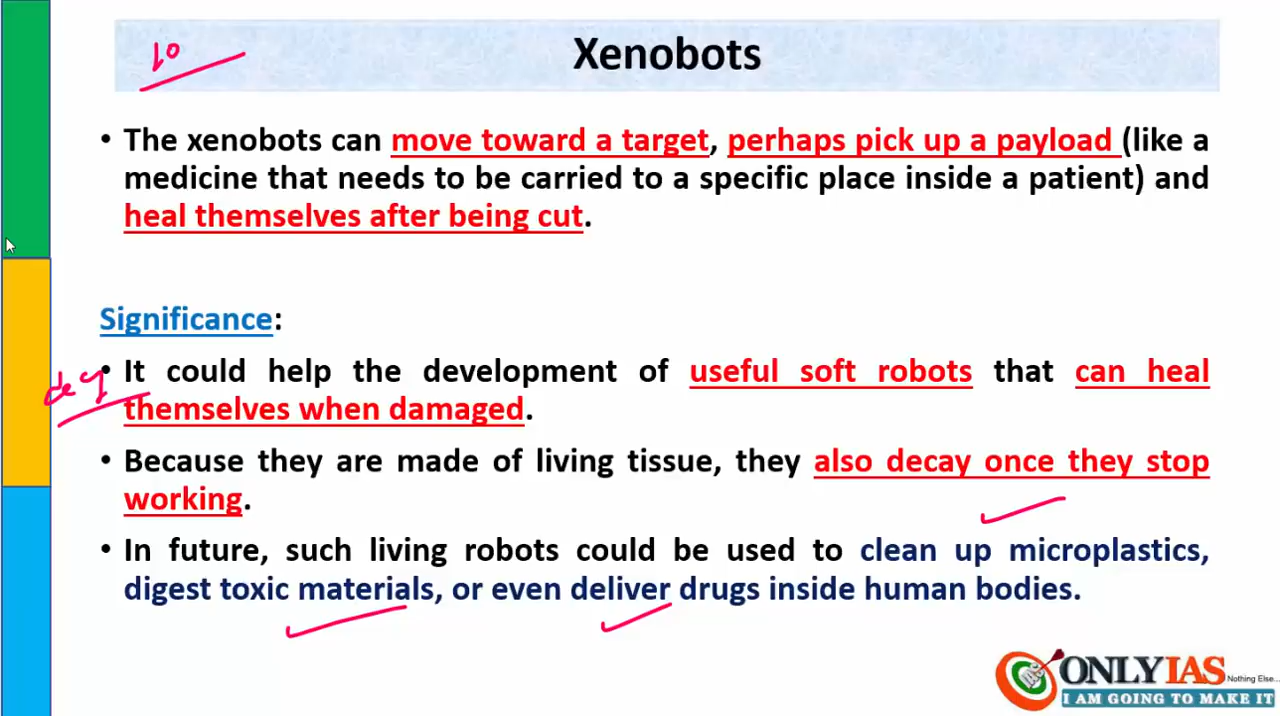 10
Xenobots
• The xenobots can move toward a target, perhaps pick up a payload (like a
medicine that needs to be carried to a specific place inside a patient) and
heal themselves after being cut.
Significance:
• It could help the development of useful soft robots that can heal
themselves when damaged.
• Because they are made of living tissue, they also decay once they stop
working.
• In future, such living robots could be used to clean up microplastics,
digest toxic materials, or even deliver drugs inside human bodies.
ONLYIAS
Nothing Else...
I AM GOING TO MAKE IT